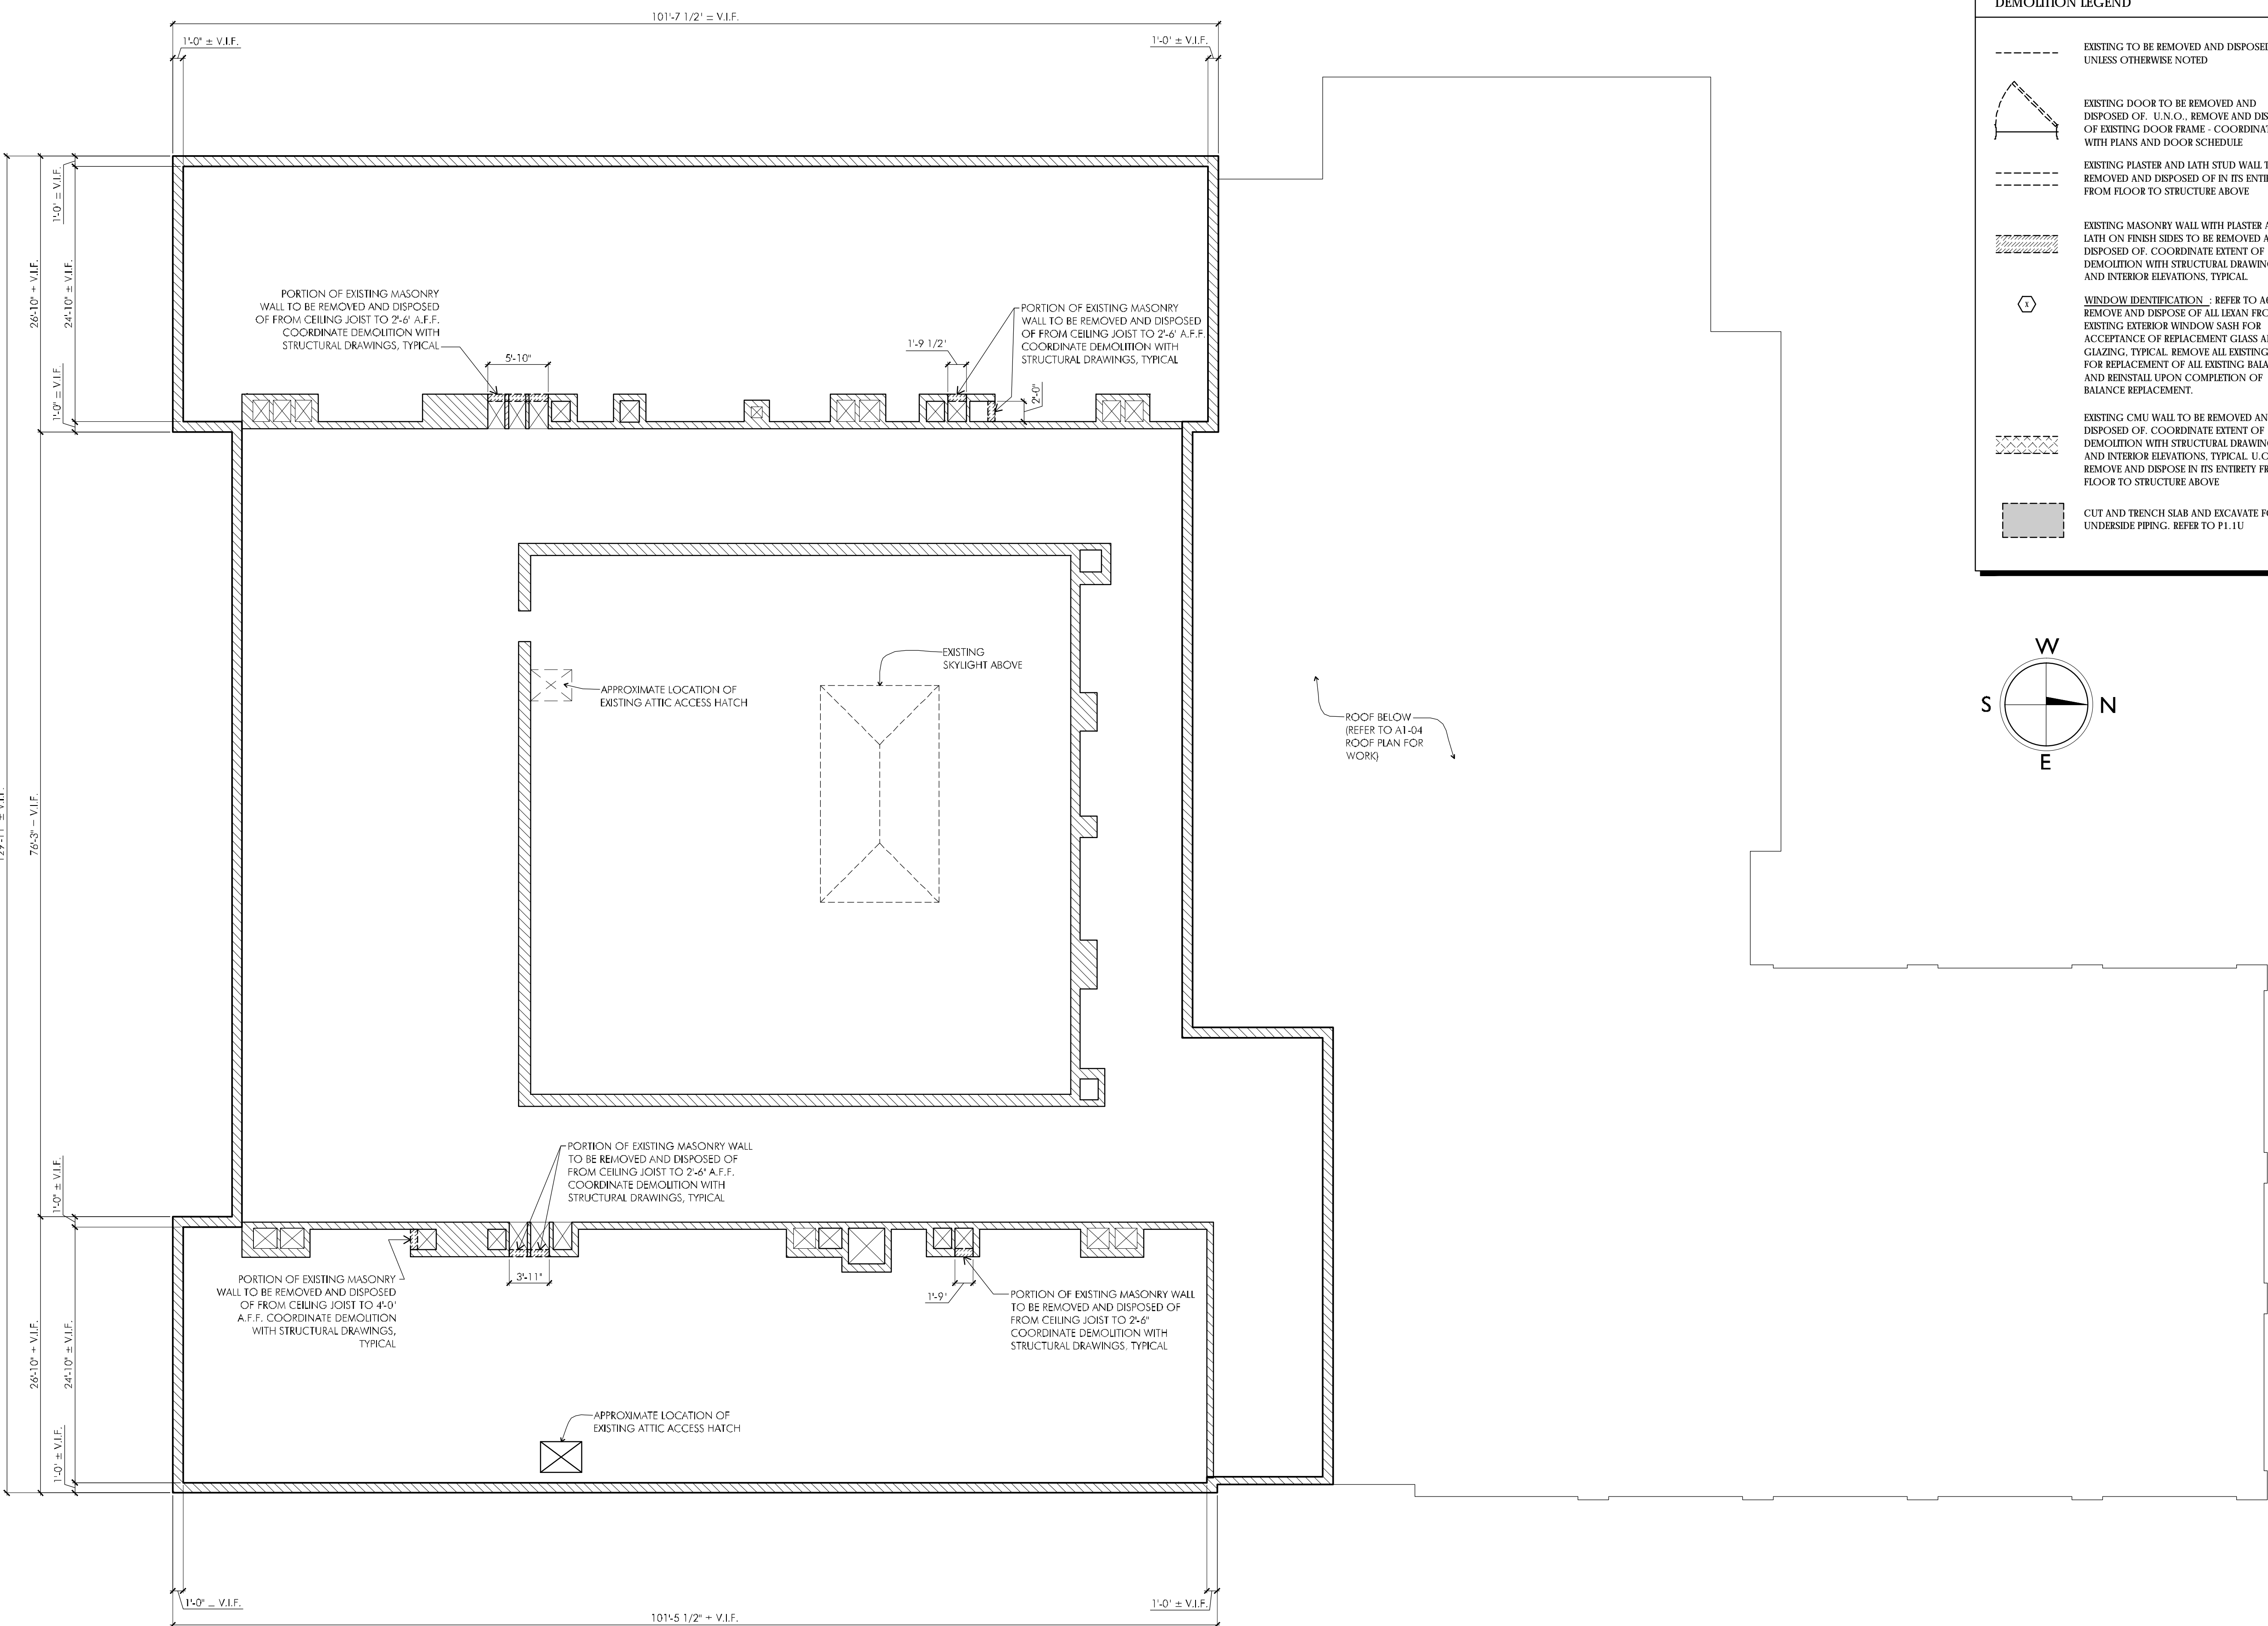 101'-7 1/2" ± V.I.F.
1'-0" ± V.I.F.
1'-0" ± V.I.F.
1'-0" ± V.I.F.
26'-10" ± V.I.F.
24'-10" ± V.I.F.
1'-0" ± V.I.F.
PORTION OF EXISTING MASONRY
WALL TO BE REMOVED AND DISPOSED
OF FROM CEILING JOIST TO 2'-6" A.F.F.
COORDINATE DEMOLITION WITH
STRUCTURAL DRAWINGS, TYPICAL
5'-10"
1'-9 1/2"
PORTION OF EXISTING MASONRY
WALL TO BE REMOVED AND DISPOSED
OF FROM CEILING JOIST TO 2'-6" A.F.F.
COORDINATE DEMOLITION WITH
STRUCTURAL DRAWINGS, TYPICAL
2'-0"
EXISTING
SKYLIGHT ABOVE
APPROXIMATE LOCATION OF
EXISTING ATTIC ACCESS HATCH
ROOF BELOW
(REFER TO A1-04
ROOF PLAN FOR
WORK)
± V.I.F.
76'-3" ± V.I.F.
1'-0" ± V.I.F.
PORTION OF EXISTING MASONRY WALL
TO BE REMOVED AND DISPOSED OF
FROM CEILING JOIST TO 2'-6" A.F.F.
COORDINATE DEMOLITION WITH
STRUCTURAL DRAWINGS, TYPICAL
3'-11"
1'-9"
PORTION OF EXISTING MASONRY
WALL TO BE REMOVED AND DISPOSED
OF FROM CEILING JOIST TO 4'-0"
A.F.F. COORDINATE DEMOLITION
WITH STRUCTURAL DRAWINGS,
TYPICAL
PORTION OF EXISTING MASONRY WALL
TO BE REMOVED AND DISPOSED OF
FROM CEILING JOIST TO 2'-6"
COORDINATE DEMOLITION WITH
STRUCTURAL DRAWINGS, TYPICAL
26'-10" ± V.I.F.
24'-10" ± V.I.F.
1'-0" ± V.I.F.
APPROXIMATE LOCATION OF
EXISTING ATTIC ACCESS HATCH
1'-0" ± V.I.F.
1'-0" ± V.I.F.
101'-5 1/2" ± V.I.F.
DEMOLITION LEGEND
EXISTING TO BE REMOVED AND DISPOSED
UNLESS OTHERWISE NOTED
EXISTING DOOR TO BE REMOVED AND
DISPOSED OF. U.N.O., REMOVE AND DIS
OF EXISTING DOOR FRAME - COORDINAT
WITH PLANS AND DOOR SCHEDULE
EXISTING PLASTER AND LATH STUD WALL T
REMOVED AND DISPOSED OF IN ITS ENTI
FROM FLOOR TO STRUCTURE ABOVE
EXISTING MASONRY WALL WITH PLASTER A
LATH ON FINISH SIDES TO BE REMOVED A
DISPOSED OF. COORDINATE EXTENT OF
DEMOLITION WITH STRUCTURAL DRAWIN
AND INTERIOR ELEVATIONS, TYPICAL.
X
WINDOW IDENTIFICATION : REFER TO A6
REMOVE AND DISPOSE OF ALL LEXAN FRO
EXISTING EXTERIOR WINDOW SASH FOR
ACCEPTANCE OF REPLACEMENT GLASS A
GLAZING, TYPICAL. REMOVE ALL EXISTING
FOR REPLACEMENT OF ALL EXISTING BALA
AND REINSTALL UPON COMPLETION OF
BALANCE REPLACEMENT.
EXISTING CMU WALL TO BE REMOVED AN
DISPOSED OF. COORDINATE EXTENT OF
DEMOLITION WITH STRUCTURAL DRAWIN
AND INTERIOR ELEVATIONS, TYPICAL. U.O
REMOVE AND DISPOSE IN ITS ENTIRETY FR
FLOOR TO STRUCTURE ABOVE
CUT AND TRENCH SLAB AND EXCAVATE FO
UNDERSIDE PIPING. REFER TO P1.1U
W
S
N
E